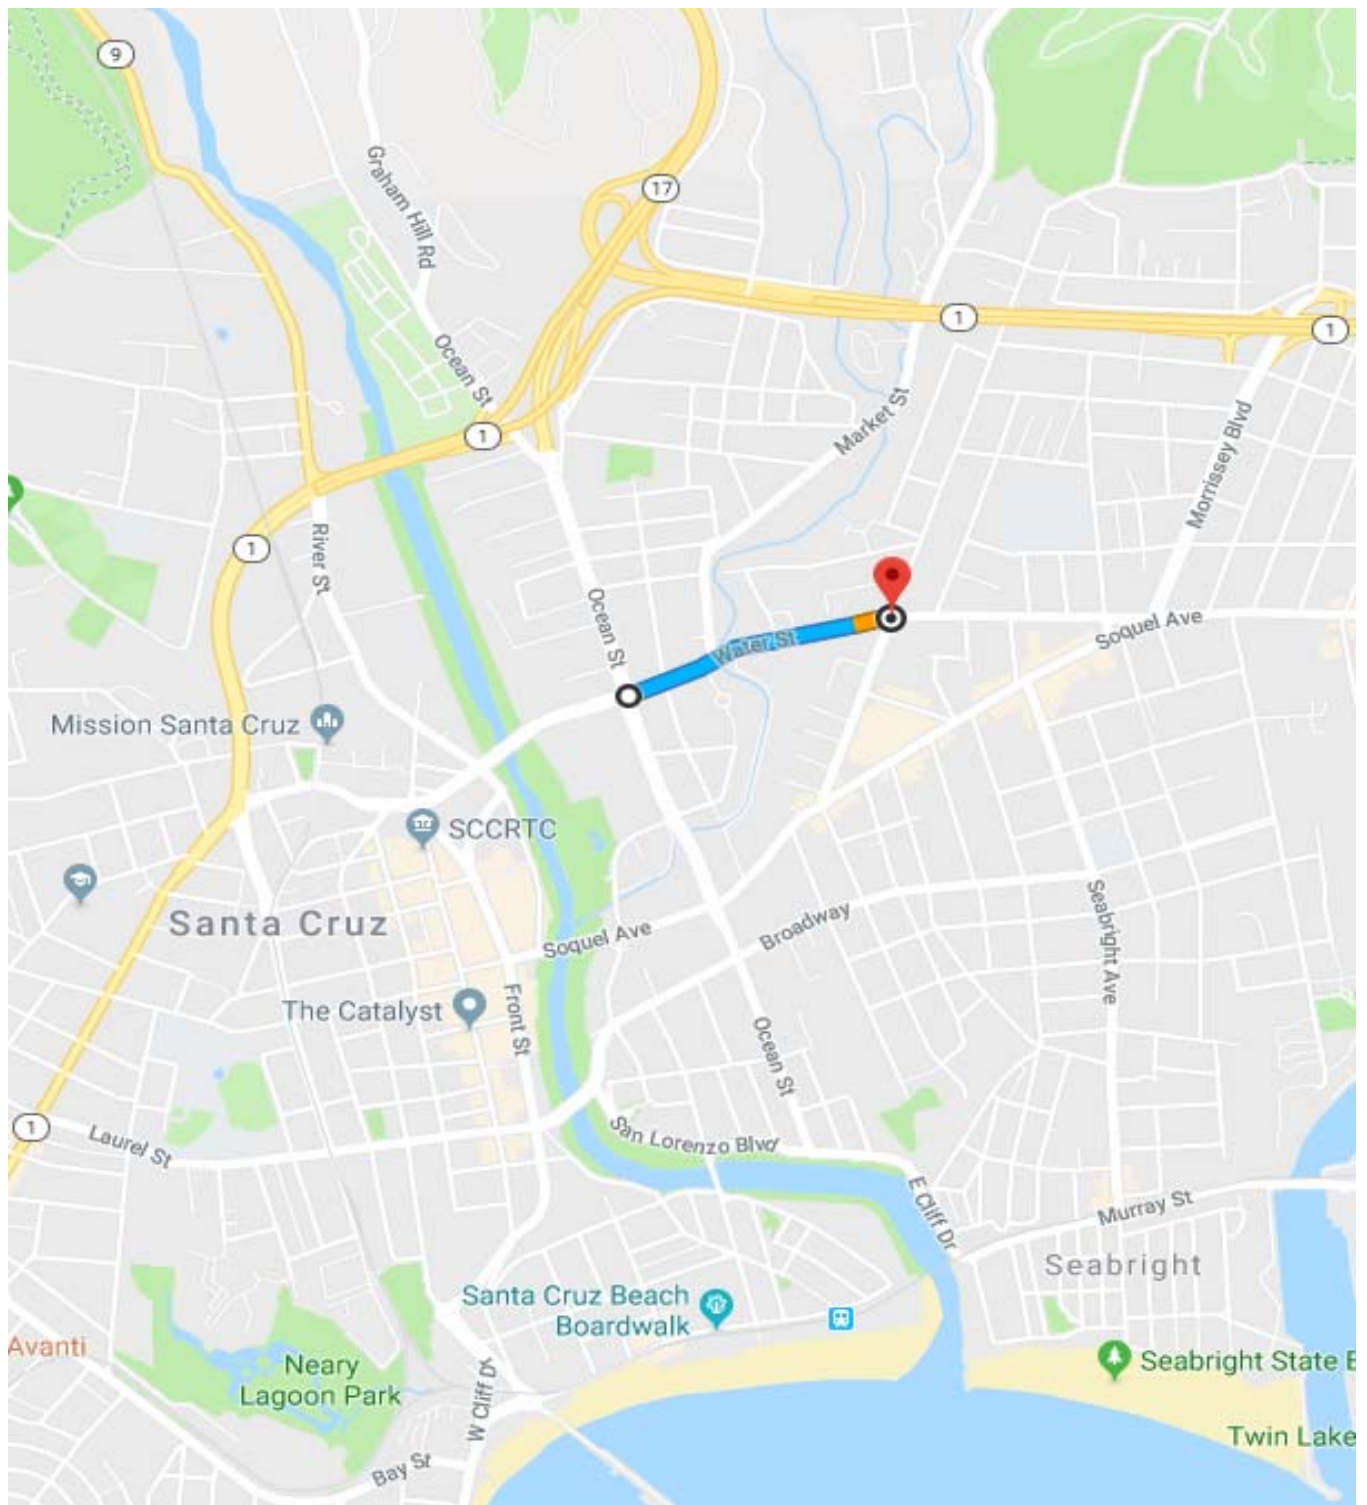 9
Graham Hill Rd
17
1
1
Ocean St
Market St
1
Morrissey Blvd
1
River St
Ocean St
Water St
Soquel Ave
Mission Santa Cruz
SCCRTC
Santa Cruz
Soquel Ave
Broadway
Seabright Ave
The Catalyst
Front St
Ocean St
1
Laurel St
San Lorenzo Blvd
E Cliff Dr
Murray St
Seabright
Santa Cruz Beach
Boardwalk
Avanti
Neary
Lagoon Park
W Cliff Dr
Seabright State B
Twin Lake
Bay St